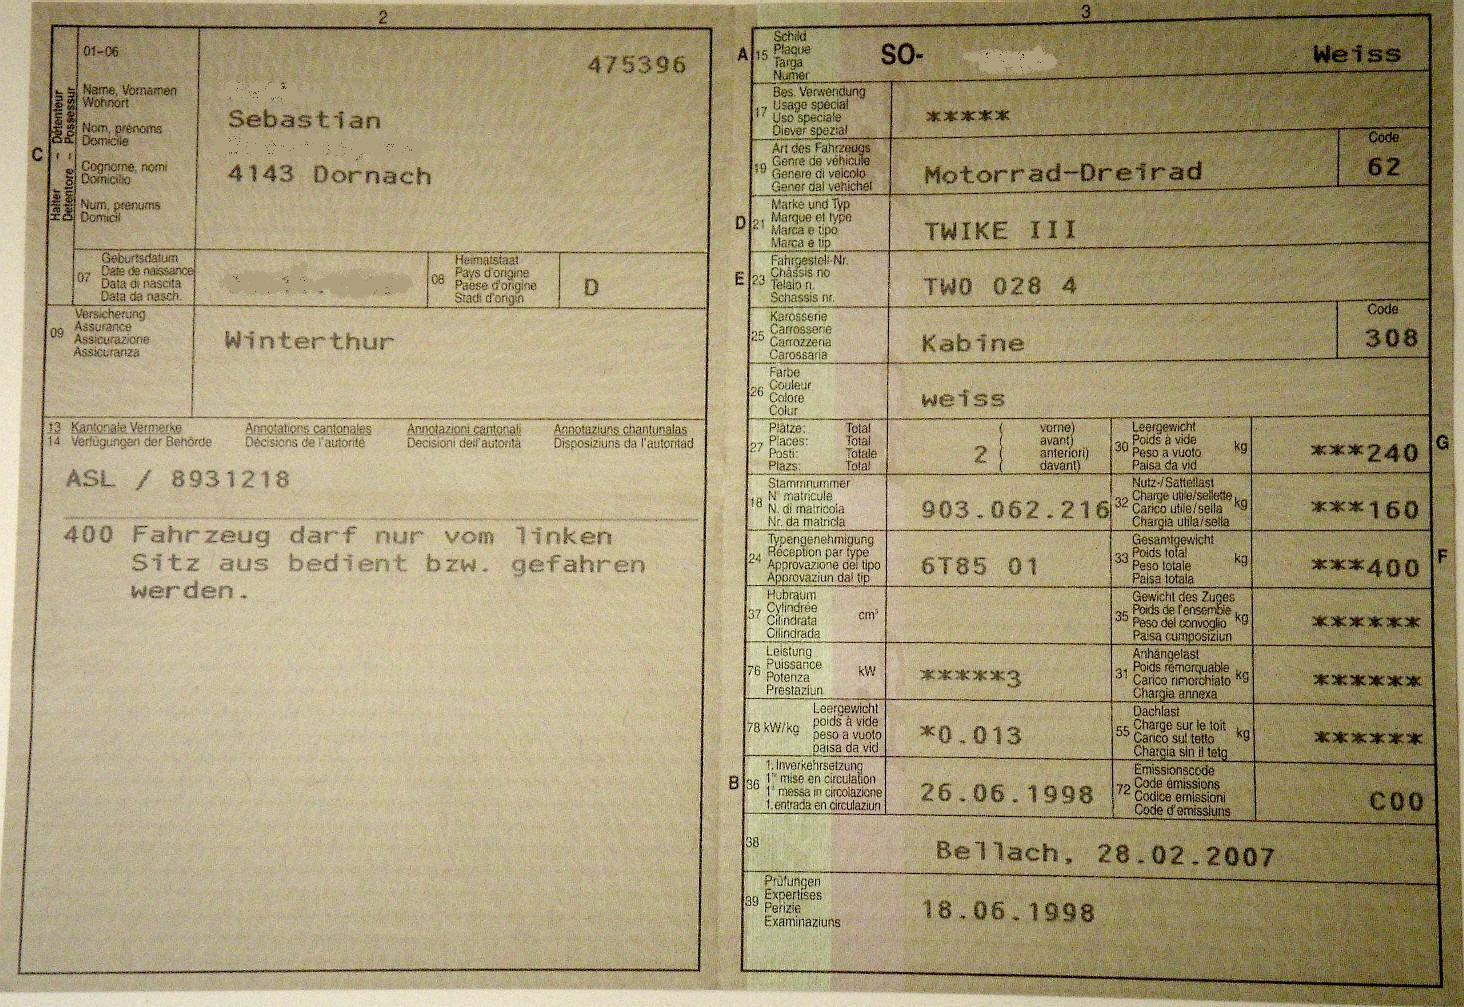 2
01-06
475396
Halter - Détenteur
Detentore - Possessur
Name, Vornamen
Wohnort
Nom, prénoms
Domicile
Cognome, nomi
Domicilio
Num, prenums
Domicil
C
Sebastian
4143 Dornach
07
Geburtsdatum
Date de naissance
Data di nascita
Data da nasch.
08
Heimatstaat
Pays d'origine
Paese d'origine
Stadi d'origin
D
09
Versicherung
Assurance
Assicurazione
Assicuranza
Winterthur
13 Kantonale Vermerke Annotations cantonales Annotazioni cantonali Annotaziuns chantunalas
14 Verfügungen der Behörde Décisions de l'autorité Decisioni dell'autorità Disposiziuns da l'autoritad
ASL / 8931218
400 Fahrzeug darf nur vom linken
Sitz aus bedient bzw. gefahren
werden.
3
A 15
Schild
Plaque
Targa
Numer
SO- Weiss
17
Bes. Verwendung
Usage spécial
Uso speciale
Diever spezial
*****
19
Art des Fahrzeugs
Genre de véhicule
Genere di veicolo
Gener dal vehichel
Motorrad-Dreirad
Code
62
D 21
Marke und Typ
Marque et type
Marca e tipo
Marca e tip
TWIKE III
E 23
Fahrgestell-Nr.
Châssis no
Telaio n.
Schassis nr.
TWO 028 4
25
Karosserie
Carrosserie
Carrozzeria
Carossaria
Kabine
Code
308
26
Farbe
Couleur
Colore
Colur
weiss
27
Plätze: Total ( vorne)
Places: Total ( avant)
Posti: Totale ( anteriori)
Plazs: Total ( davant)
2
30
Leergewicht
Poids à vide
Peso a vuoto
Paisa da vid
kg
***240
G
18
Stammnummer
N° matricule
N. di matricola
Nr. da matricla
903.062.216
32
Nutz-/Sattellast
Charge utile/sellette
Carico utile/sella
Chargia utila/sella
kg
***160
24
Typengenehmigung
Réception par type
Approvazione del tipo
Approvaziun dal tip
6T85 01
33
Gesamtgewicht
Poids total
Peso totale
Paisa totala
kg
***400
F
37
Hubraum
Cylindrée
Cilindrata
Cilindrada
cm³
35
Gewicht des Zuges
Poids de l'ensemble
Peso del convoglio
Paisa cumposiziun
kg
******
76
Leistung
Puissance
Potenza
Prestaziun
kW
*****3
31
Anhängelast
Poids remorquable
Carico rimorchiato
Chargia annexa
kg
******
78 kW/kg
Leergewicht
poids à vide
peso a vuoto
paisa da vid
*0.013
55
Dachlast
Charge sur le toit
Carico sul tetto
Chargia sin il tetg
kg
******
B 36
1. Inverkehrsetzung
1re mise en circulation
1a messa in circolazione
1. entrada en circulaziun
26.06.1998
72
Emissionscode
Code émissions
Codice emissioni
Code d'emissiuns
C00
38
Bellach, 28.02.2007
39
Prüfungen
Expertises
Perizie
Examinaziuns
18.06.1998